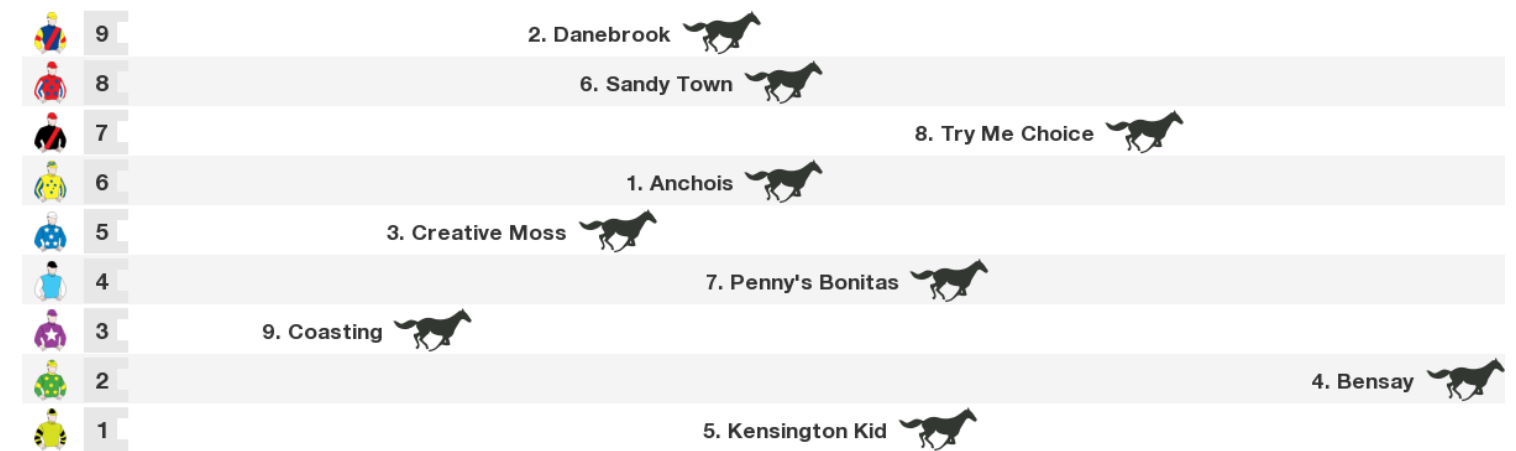 9 2. Danebrook
8 6. Sandy Town
7 8. Try Me Choice
6 1. Anchois
5 3. Creative Moss
4 7. Penny's Bonitas
3 9. Coasting
2 4. Bensay
1 5. Kensington Kid